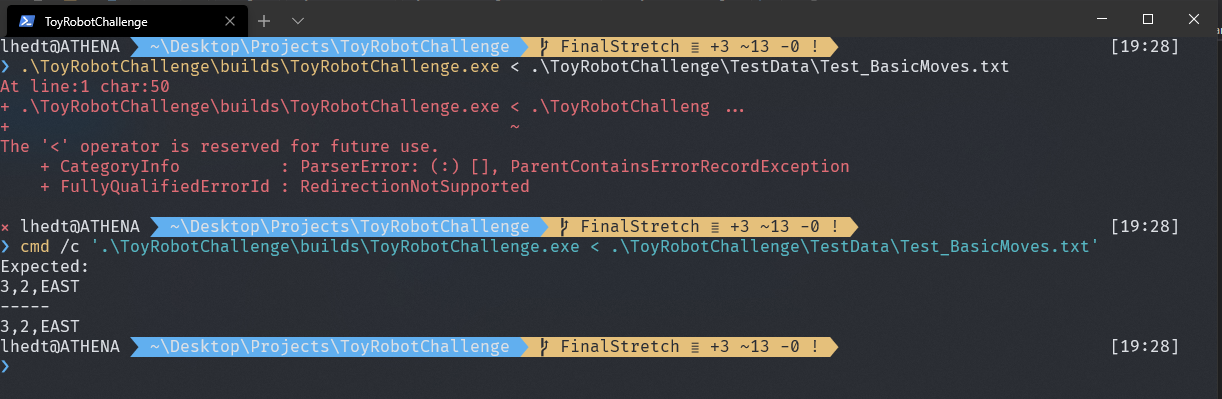 ToyRobotChallenge
lhedt@ATHENA ~\Desktop\Projects\ToyRobotChallenge FinalStretch ≡ +3 ~13 -0 ! [19:28]
❯ .\ToyRobotChallenge\builds\ToyRobotChallenge.exe < .\ToyRobotChallenge\TestData\Test_BasicMoves.txt
At line:1 char:50
+ .\ToyRobotChallenge\builds\ToyRobotChallenge.exe < .\ToyRobotChalleng ...
+                                                  ~
The '<' operator is reserved for future use.
    + CategoryInfo          : ParserError: (:) [], ParentContainsErrorRecordException
    + FullyQualifiedErrorId : RedirectionNotSupported
× lhedt@ATHENA ~\Desktop\Projects\ToyRobotChallenge FinalStretch ≡ +3 ~13 -0 ! [19:28]
❯ cmd /c '.\ToyRobotChallenge\builds\ToyRobotChallenge.exe < .\ToyRobotChallenge\TestData\Test_BasicMoves.txt'
Expected:
3,2,EAST
-----
3,2,EAST
lhedt@ATHENA ~\Desktop\Projects\ToyRobotChallenge FinalStretch ≡ +3 ~13 -0 ! [19:28]
❯